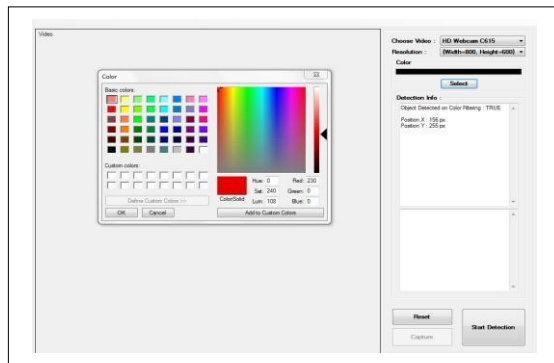 Video
Choose Video : HD Webcam C615
Resolution : (Width=800, Height=600)
Color
Select
Detection Info :
Object Detected on Color Filtering : TRUE
Position X : 156 px
Position Y : 255 px
Color
Basic colors:
Custom colors:
Define Custom Colors >>
OK Cancel
Color|Solid
Hue: 0 Red: 230
Sat: 240 Green: 0
Lum: 108 Blue: 0
Add to Custom Colors
Reset
Capture
Start Detection